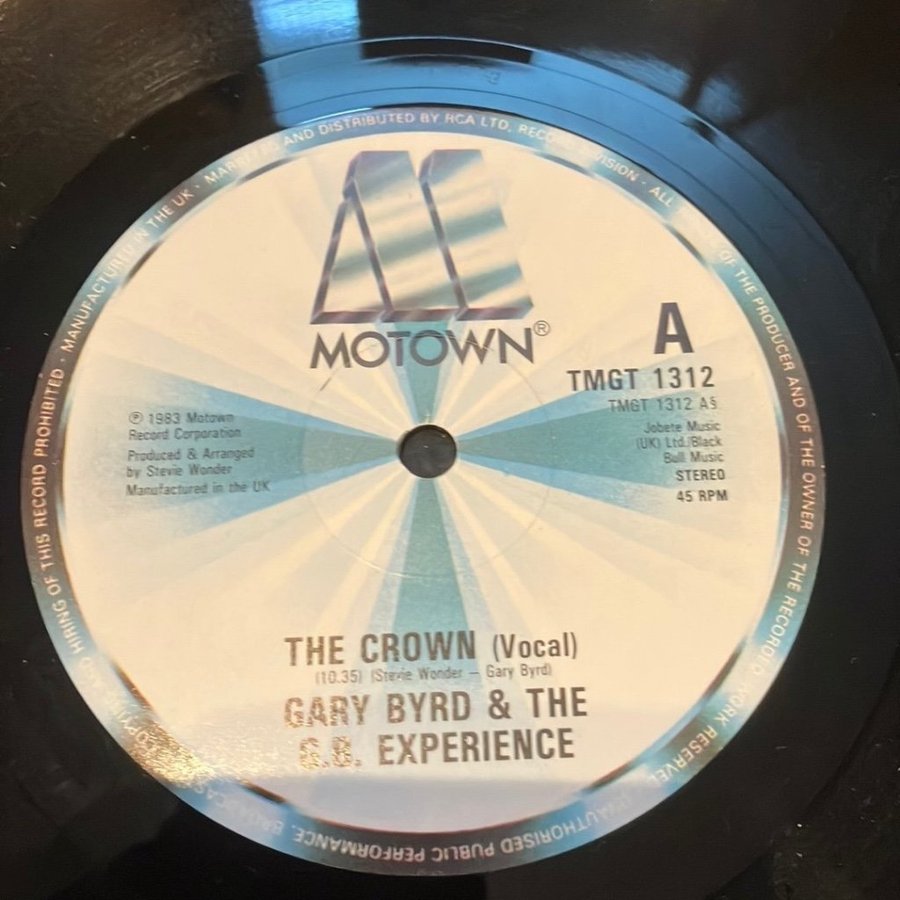 MANUFACTURED IN THE UK · MARKETED AND DISTRIBUTED BY RCA LTD, RECORD DIVISION · ALL OF THE PRODUCER AND OF THE OWNER OF THE RECORDED WORK RESERVED UNAUTHORISED PUBLIC PERFORMANCE, HIRING OF THIS RECORD PROHIBITED ·
MOTOWN®
A
TMGT 1312
TMGT 1312 A§
℗ 1983 Motown
Record Corporation
Produced & Arranged
by Stevie Wonder
Manufactured in the UK
Jobete Music
(UK) Ltd./Black
Bull Music
STEREO
45 RPM
THE CROWN (Vocal)
(10.35) (Stevie Wonder – Gary Byrd)
GARY BYRD & THE
G.B. EXPERIENCE